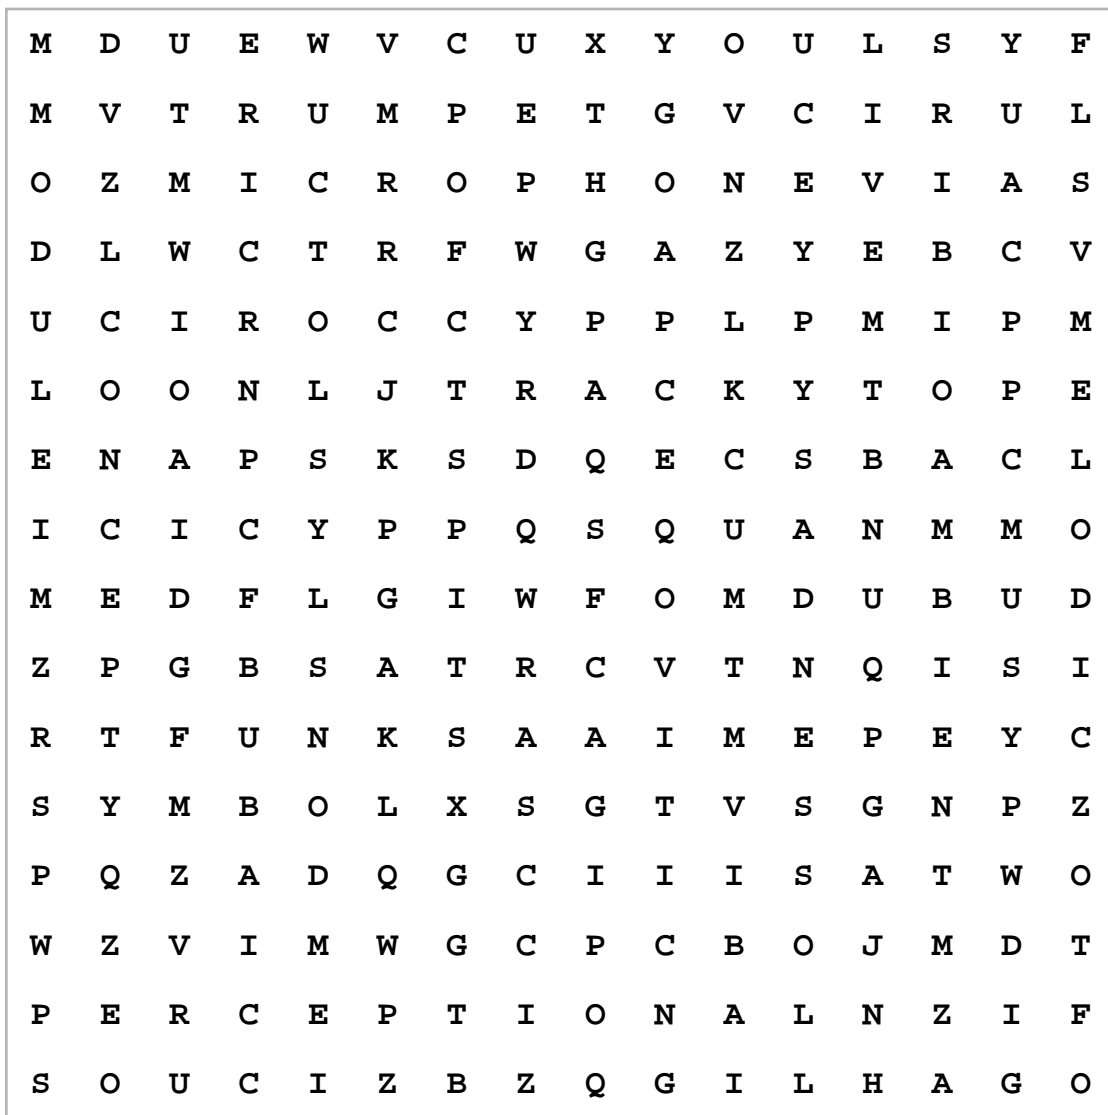 M D U E W V C U X Y O U L S Y F
M V T R U M P E T G V C I R U L
O Z M I C R O P H O N E V I A S
D L W C T R F W G A Z Y E B C V
U C I R O C C Y P P L P M I P M
L O O N L J T R A C K Y T O P E
E N A P S K S D Q E C S B A C L
I C I C Y P P Q S Q U A N M M O
M E D F L G I W F O M D U B U D
Z P G B S A T R C V T N Q I S I
R T F U N K S A A I M E P E Y C
S Y M B O L X S G T V S G N P Z
P Q Z A D Q G C I I I S A T W O
W Z V I M W G C P C B O J M D T
P E R C E P T I O N A L N Z I F
S O U C I Z B Z Q G I L H A G O